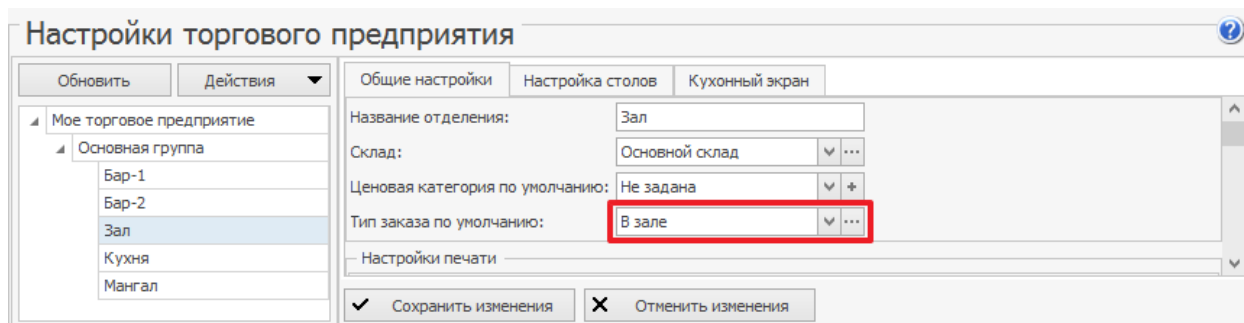 Настройки торгового предприятия
?
Обновить
Действия
Мое торговое предприятие
Основная группа
Бар-1
Бар-2
Зал
Кухня
Мангал
Общие настройки
Настройка столов
Кухонный экран
Название отделения: Зал
Склад: Основной склад
Ценовая категория по умолчанию: Не задана
Тип заказа по умолчанию: В зале
Настройки печати
Сохранить изменения
Отменить изменения